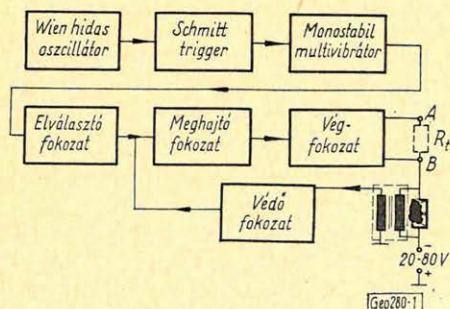 Wien hidas
oszcillátor
Schmitt
trigger
Monostabil
multivibrátor
Elválasztó
fokozat
Meghajtó
fokozat
Vég-
fokozat
A
Rt
B
Védő
fokozat
−
20-80V
+
Geo280-1